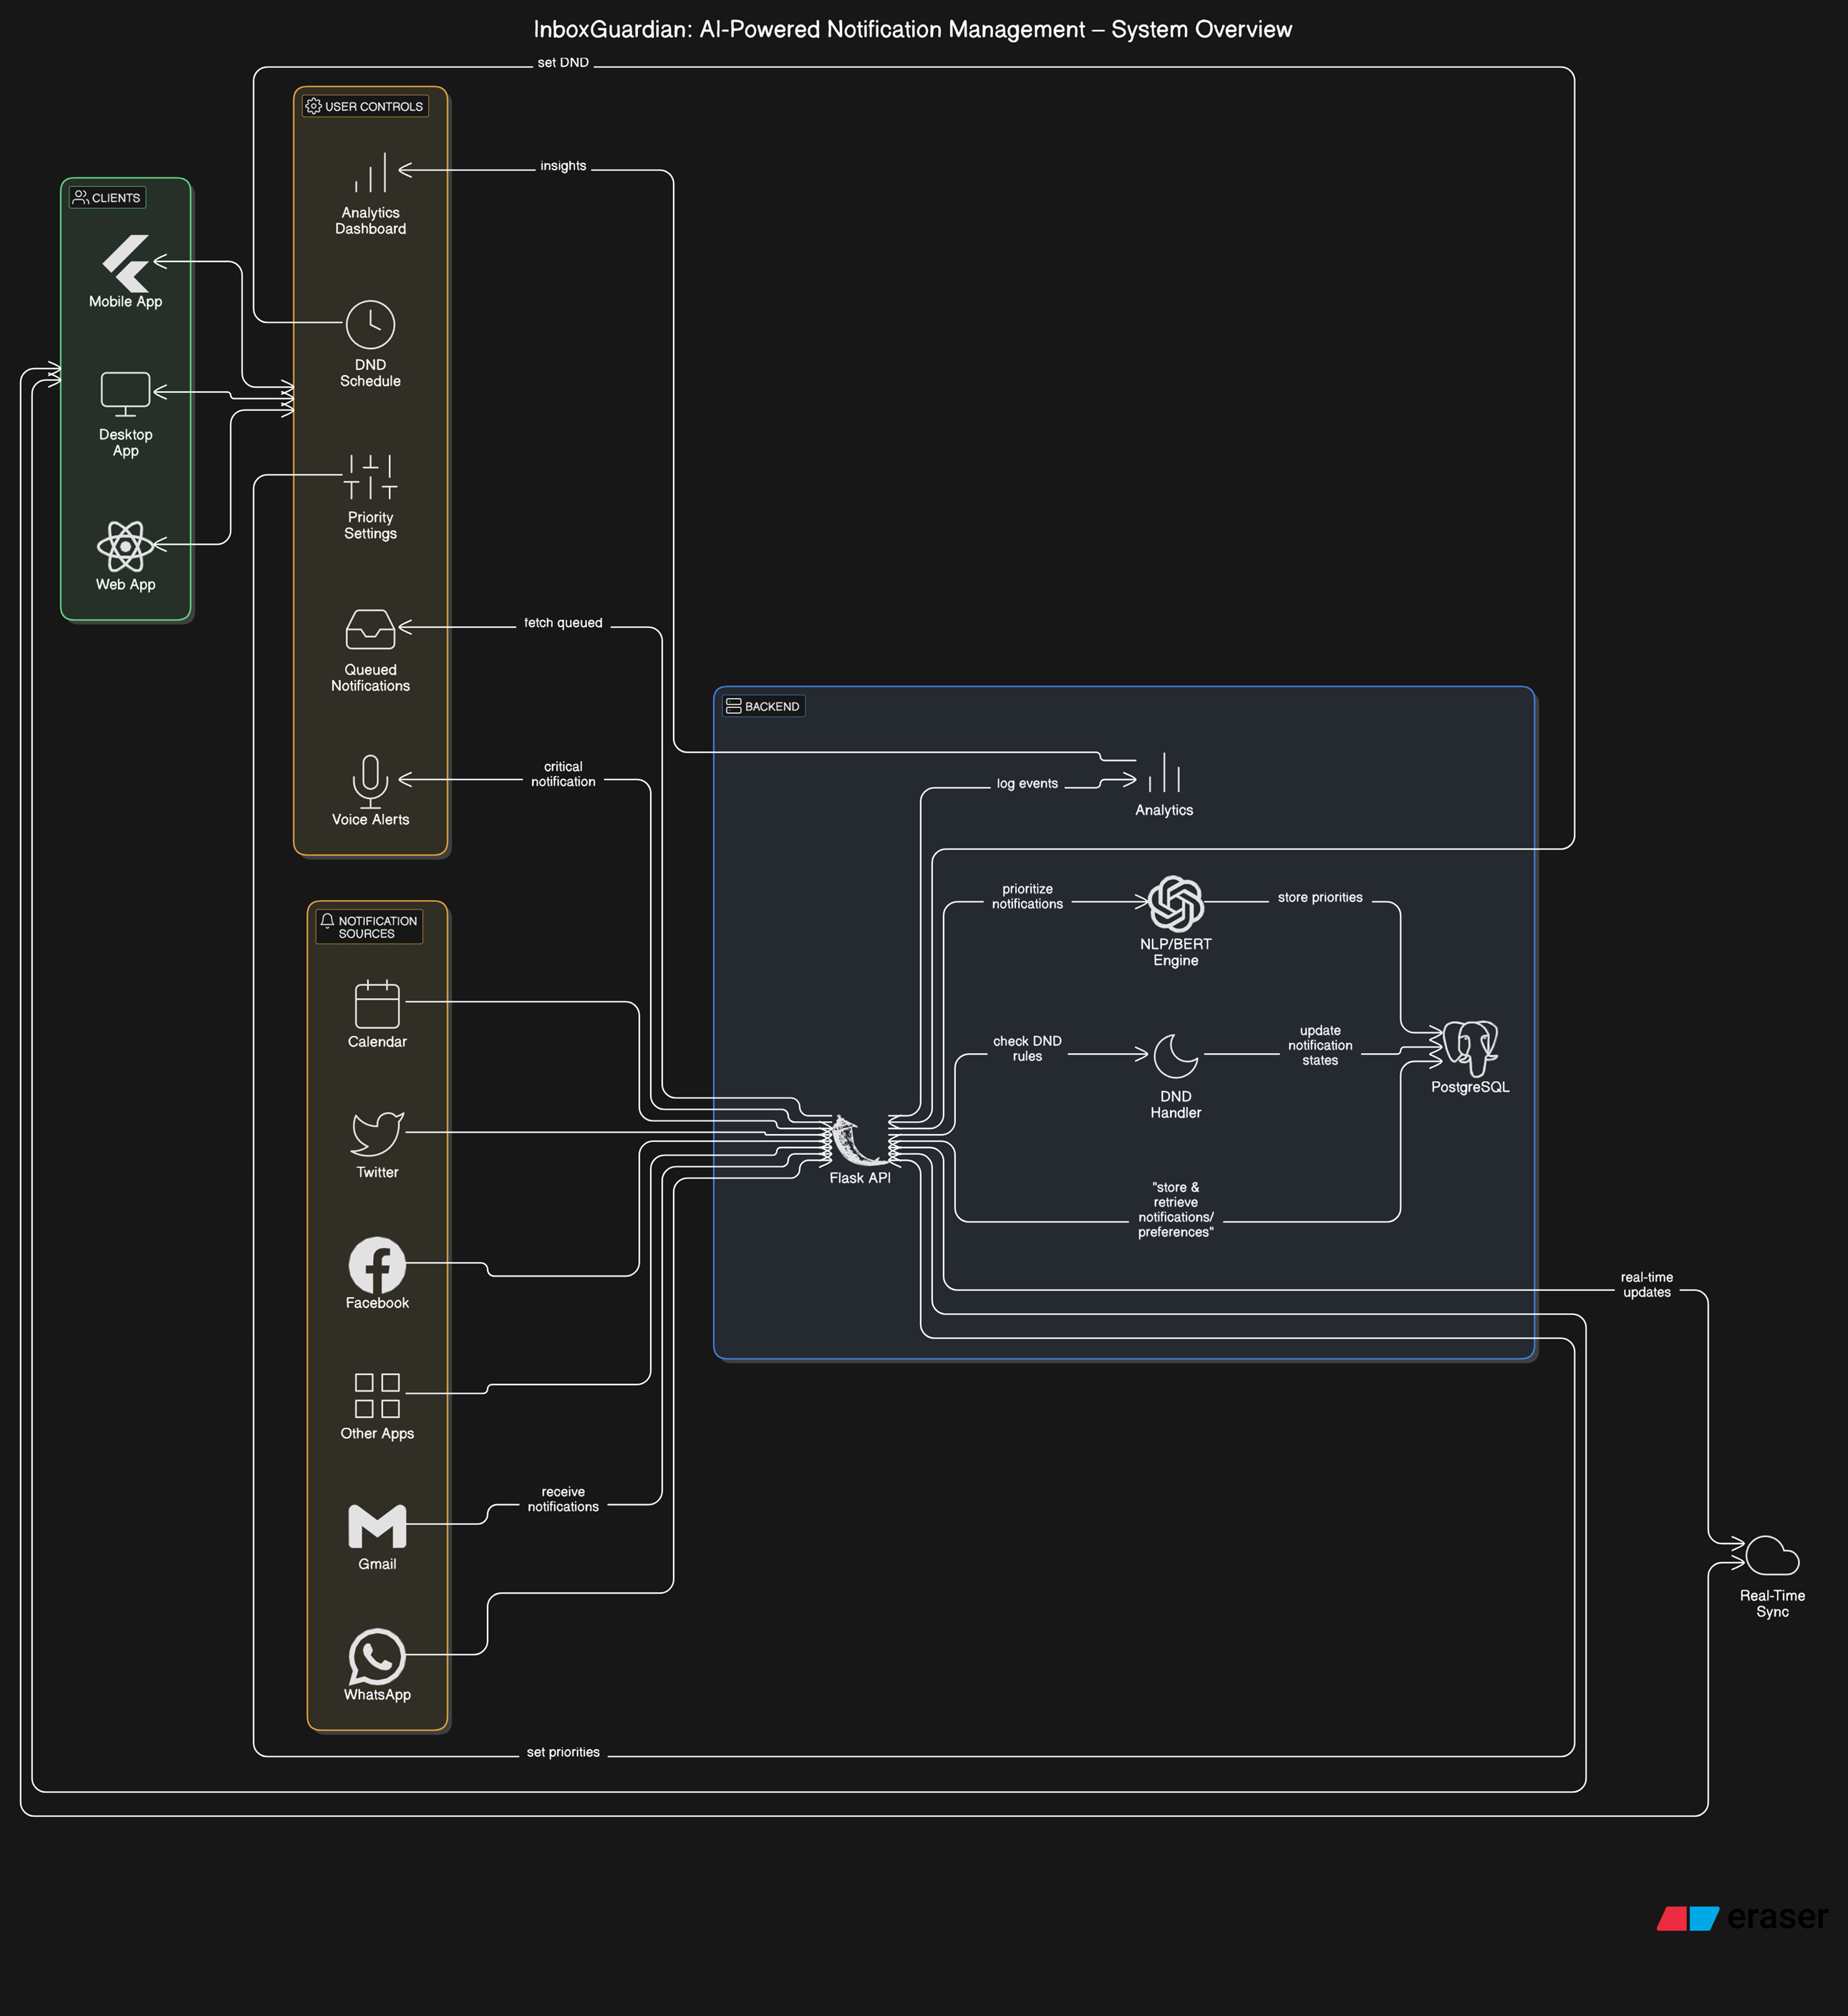 InboxGuardian: AI-Powered Notification Management – System Overview
set DND
USER CONTROLS
insights
Analytics
Dashboard
CLIENTS
Mobile App
DND
Schedule
Desktop
App
Priority
Settings
Web App
fetch queued
Queued
Notifications
BACKEND
critical
notification
Voice Alerts
log events
Analytics
prioritize
notifications
NLP/BERT
Engine
store priorities
NOTIFICATION
SOURCES
Calendar
check DND
rules
DND
Handler
update
notification
states
PostgreSQL
Twitter
Flask API
"store &
retrieve
notifications/
preferences"
Facebook
real-time
updates
Other Apps
receive
notifications
Gmail
Real-Time
Sync
WhatsApp
set priorities
eraser